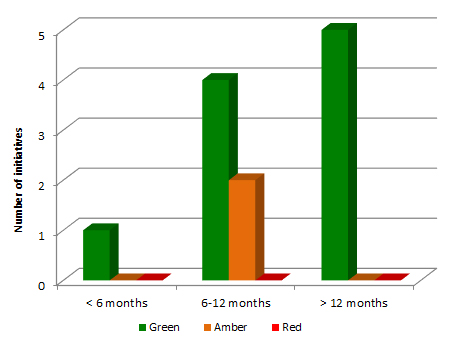 Number of initiatives
5
4
3
2
1
0
< 6 months 6-12 months > 12 months
Green Amber Red